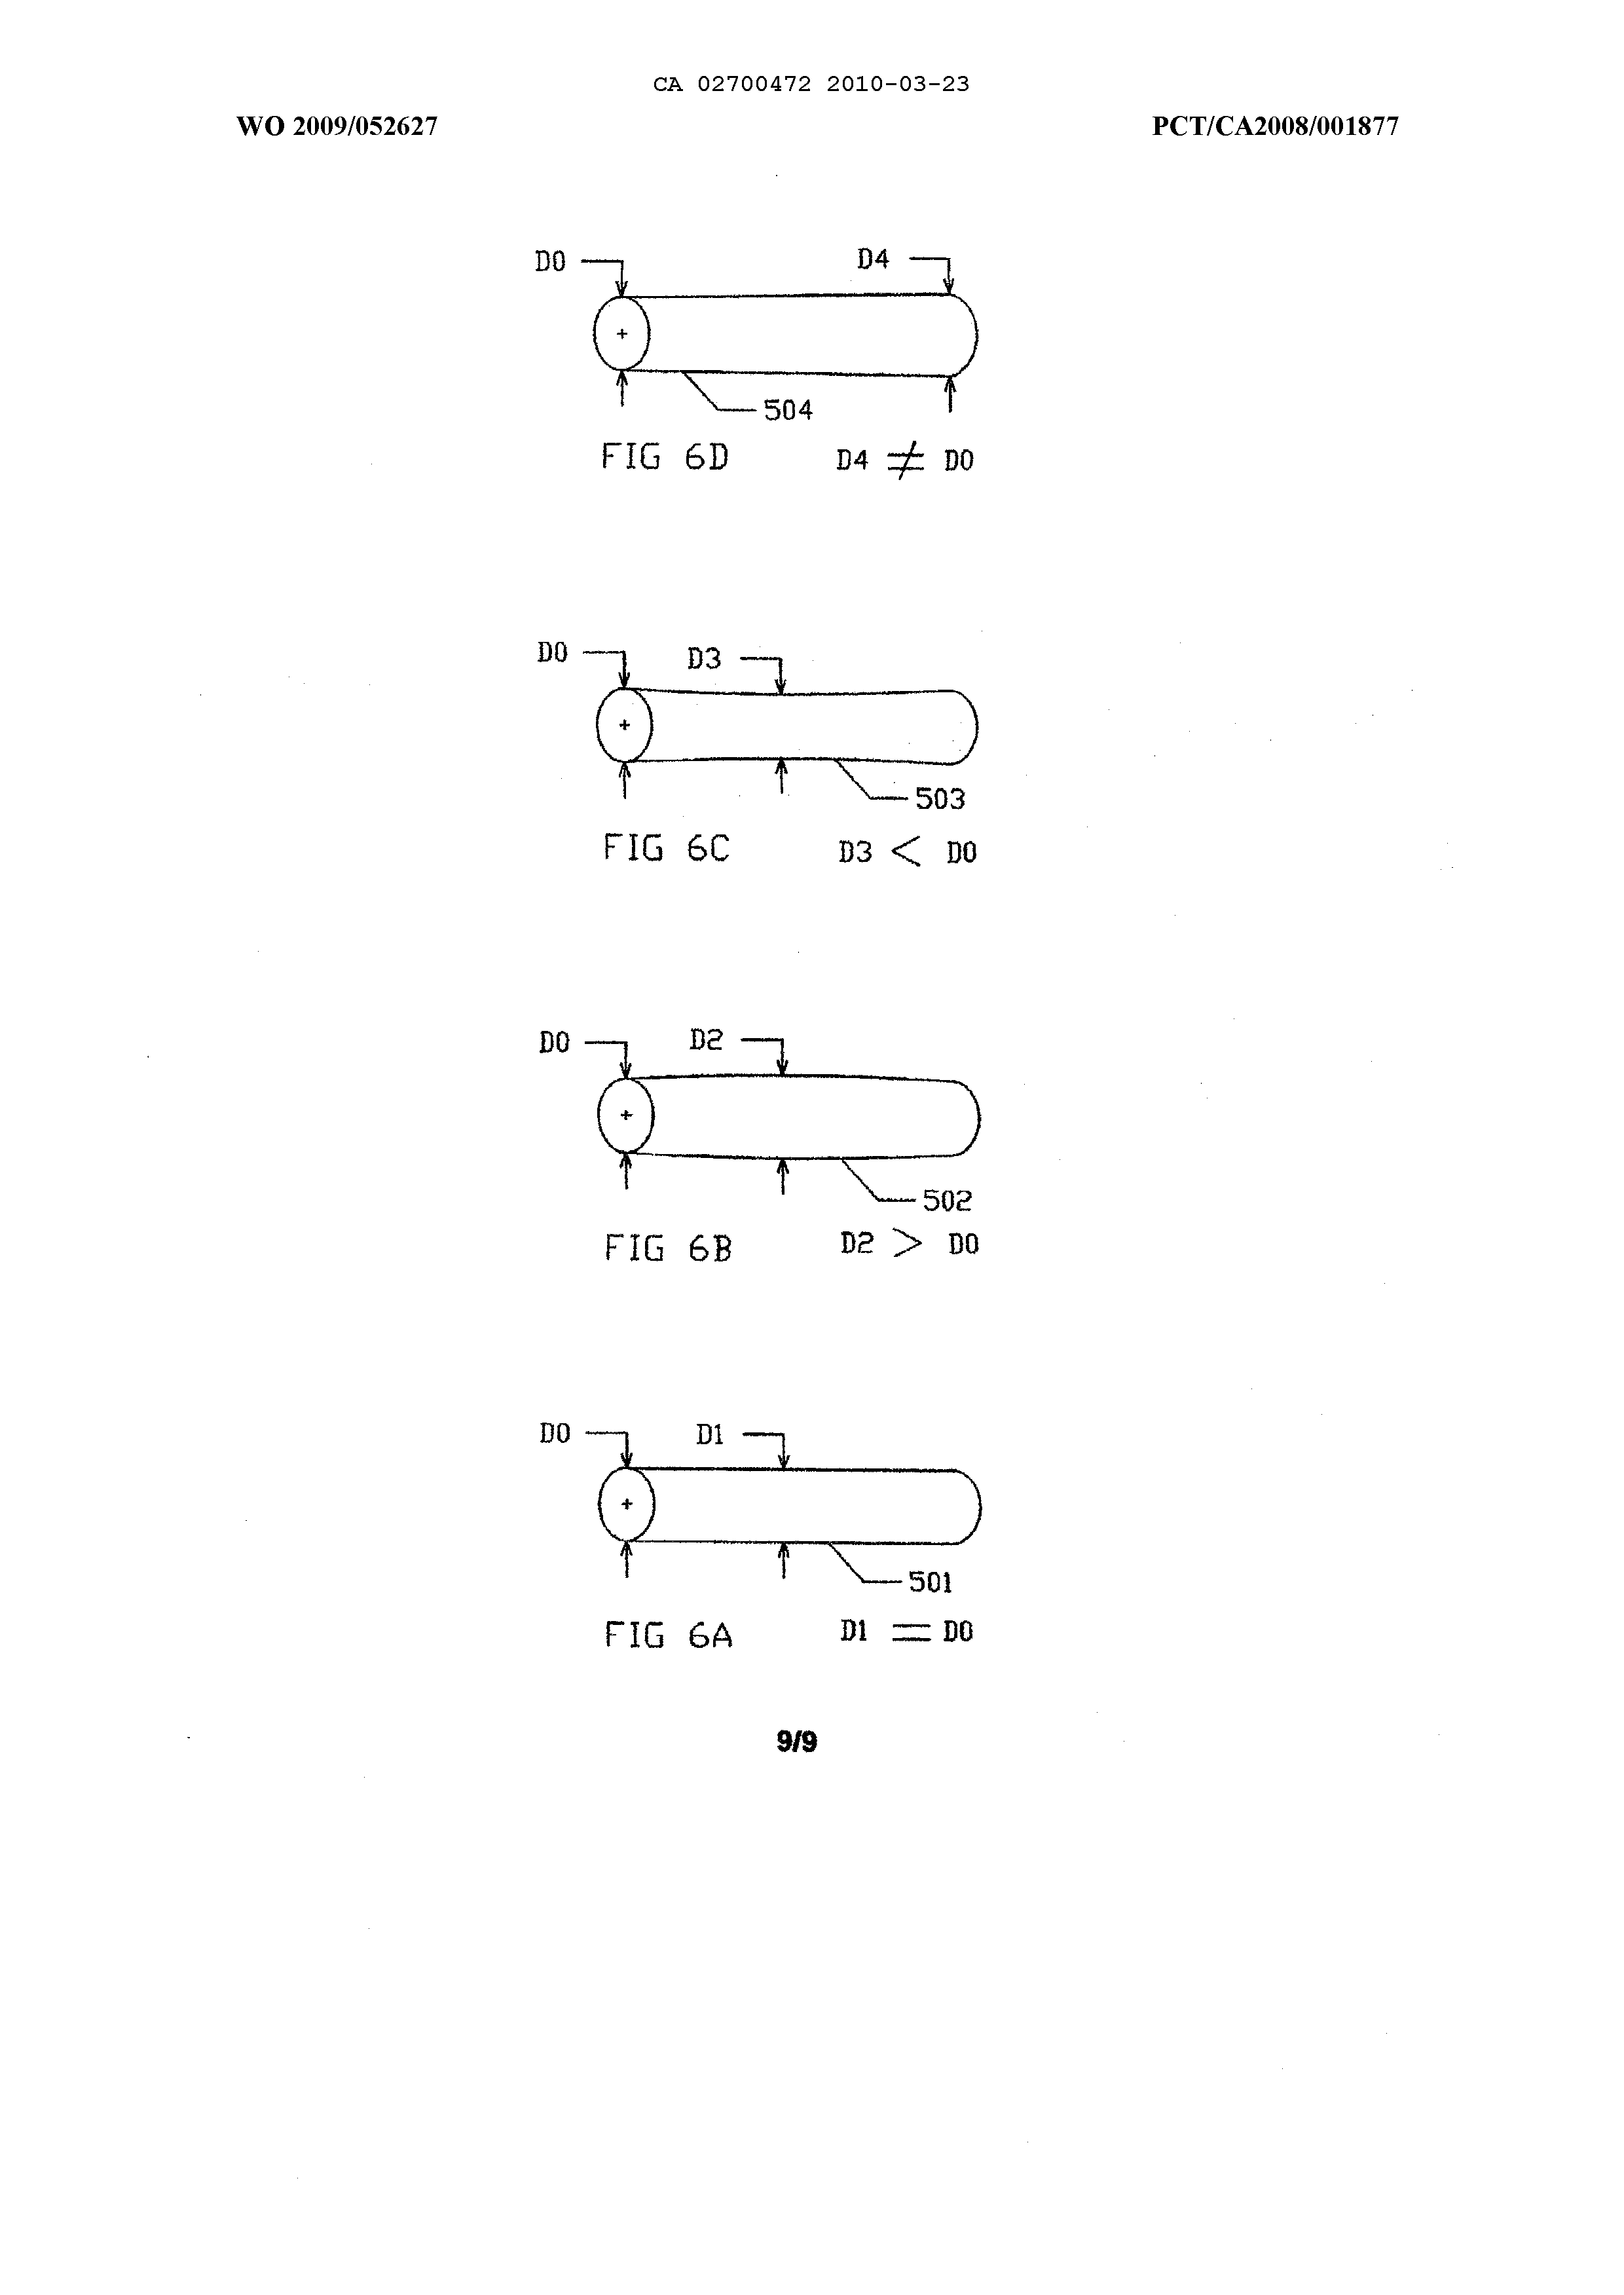 CA 02700472 2010-03-23
WO 2009/052627 PCT/CA2008/001877
D0 D4
504
FIG 6D D4 ≠ D0
D0 D3
503
FIG 6C D3 < D0
D0 D2
502
FIG 6B D2 > D0
D0 D1
501
FIG 6A D1 = D0
9/9